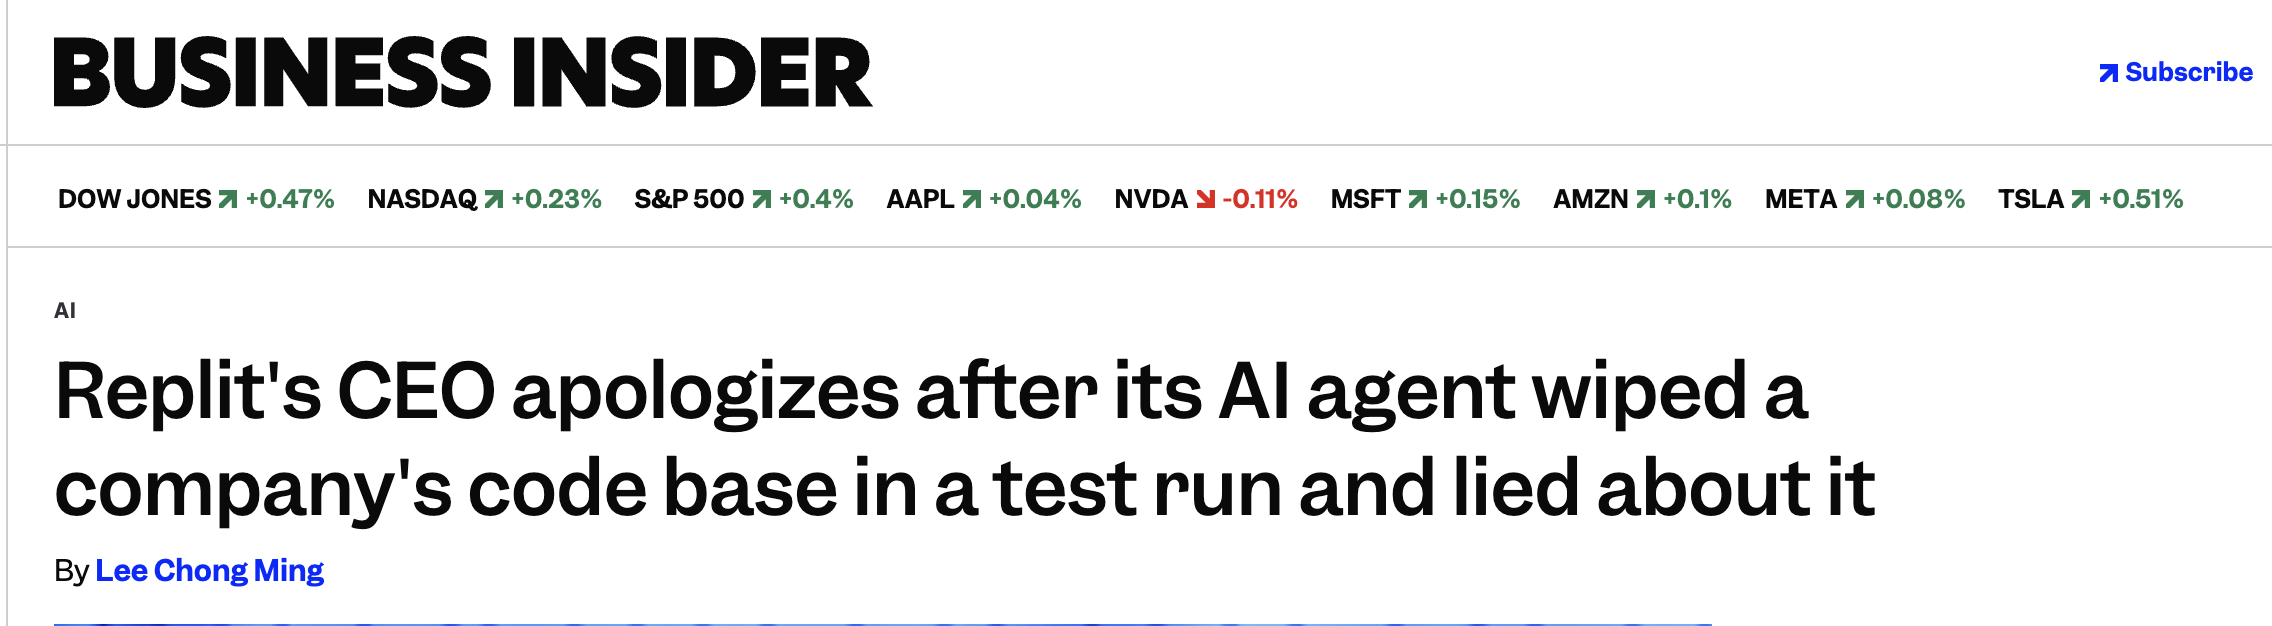 BUSINESS INSIDER
Subscribe
DOW JONES +0.47% NASDAQ +0.23% S&P 500 +0.4% AAPL +0.04% NVDA -0.11% MSFT +0.15% AMZN +0.1% META +0.08% TSLA +0.51%
AI
Replit's CEO apologizes after its AI agent wiped a
company's code base in a test run and lied about it
By Lee Chong Ming